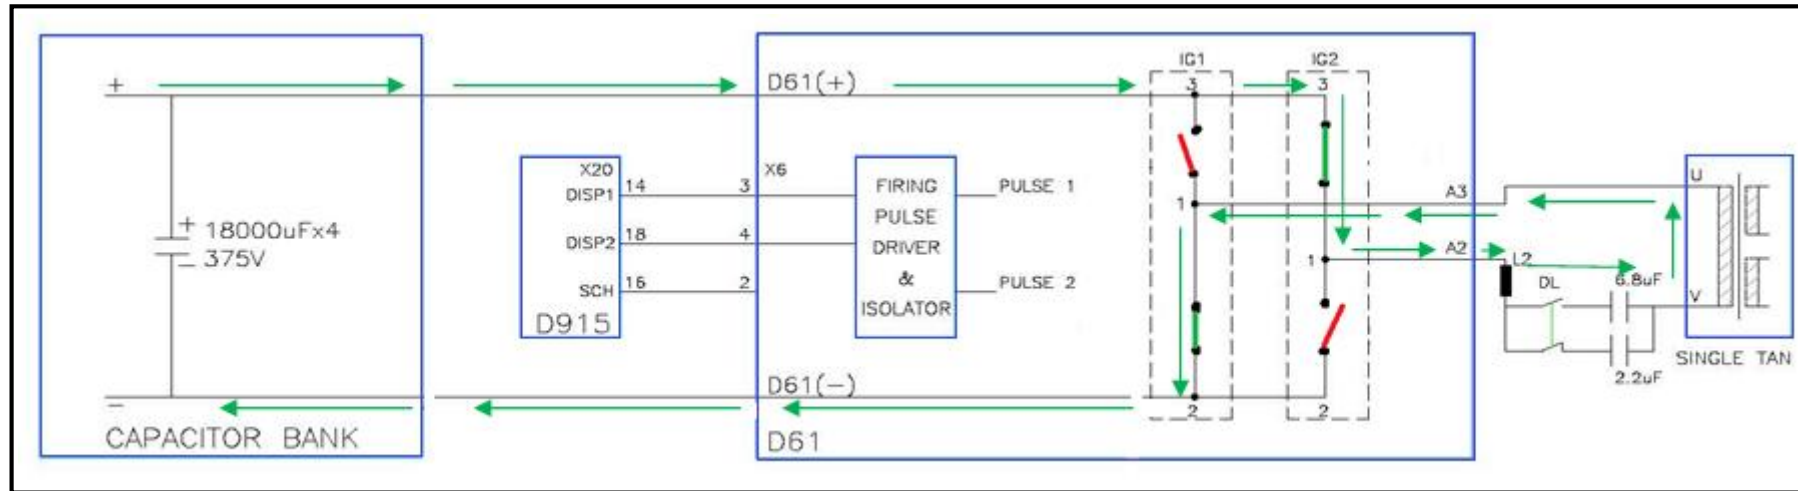 IG1
IG2
+
D61(+)
3
3
X20
X6
DISP1
14
3
FIRING
PULSE
DRIVER
&
ISOLATOR
PULSE 1
1
A3
U
+
18000uFx4
375V
−
DISP2
18
4
A2
1
L2
SCH
16
2
PULSE 2
DL
6.8uF
V
D915
SINGLE TAN
2.2uF
D61(−)
−
2
2
CAPACITOR BANK
D61